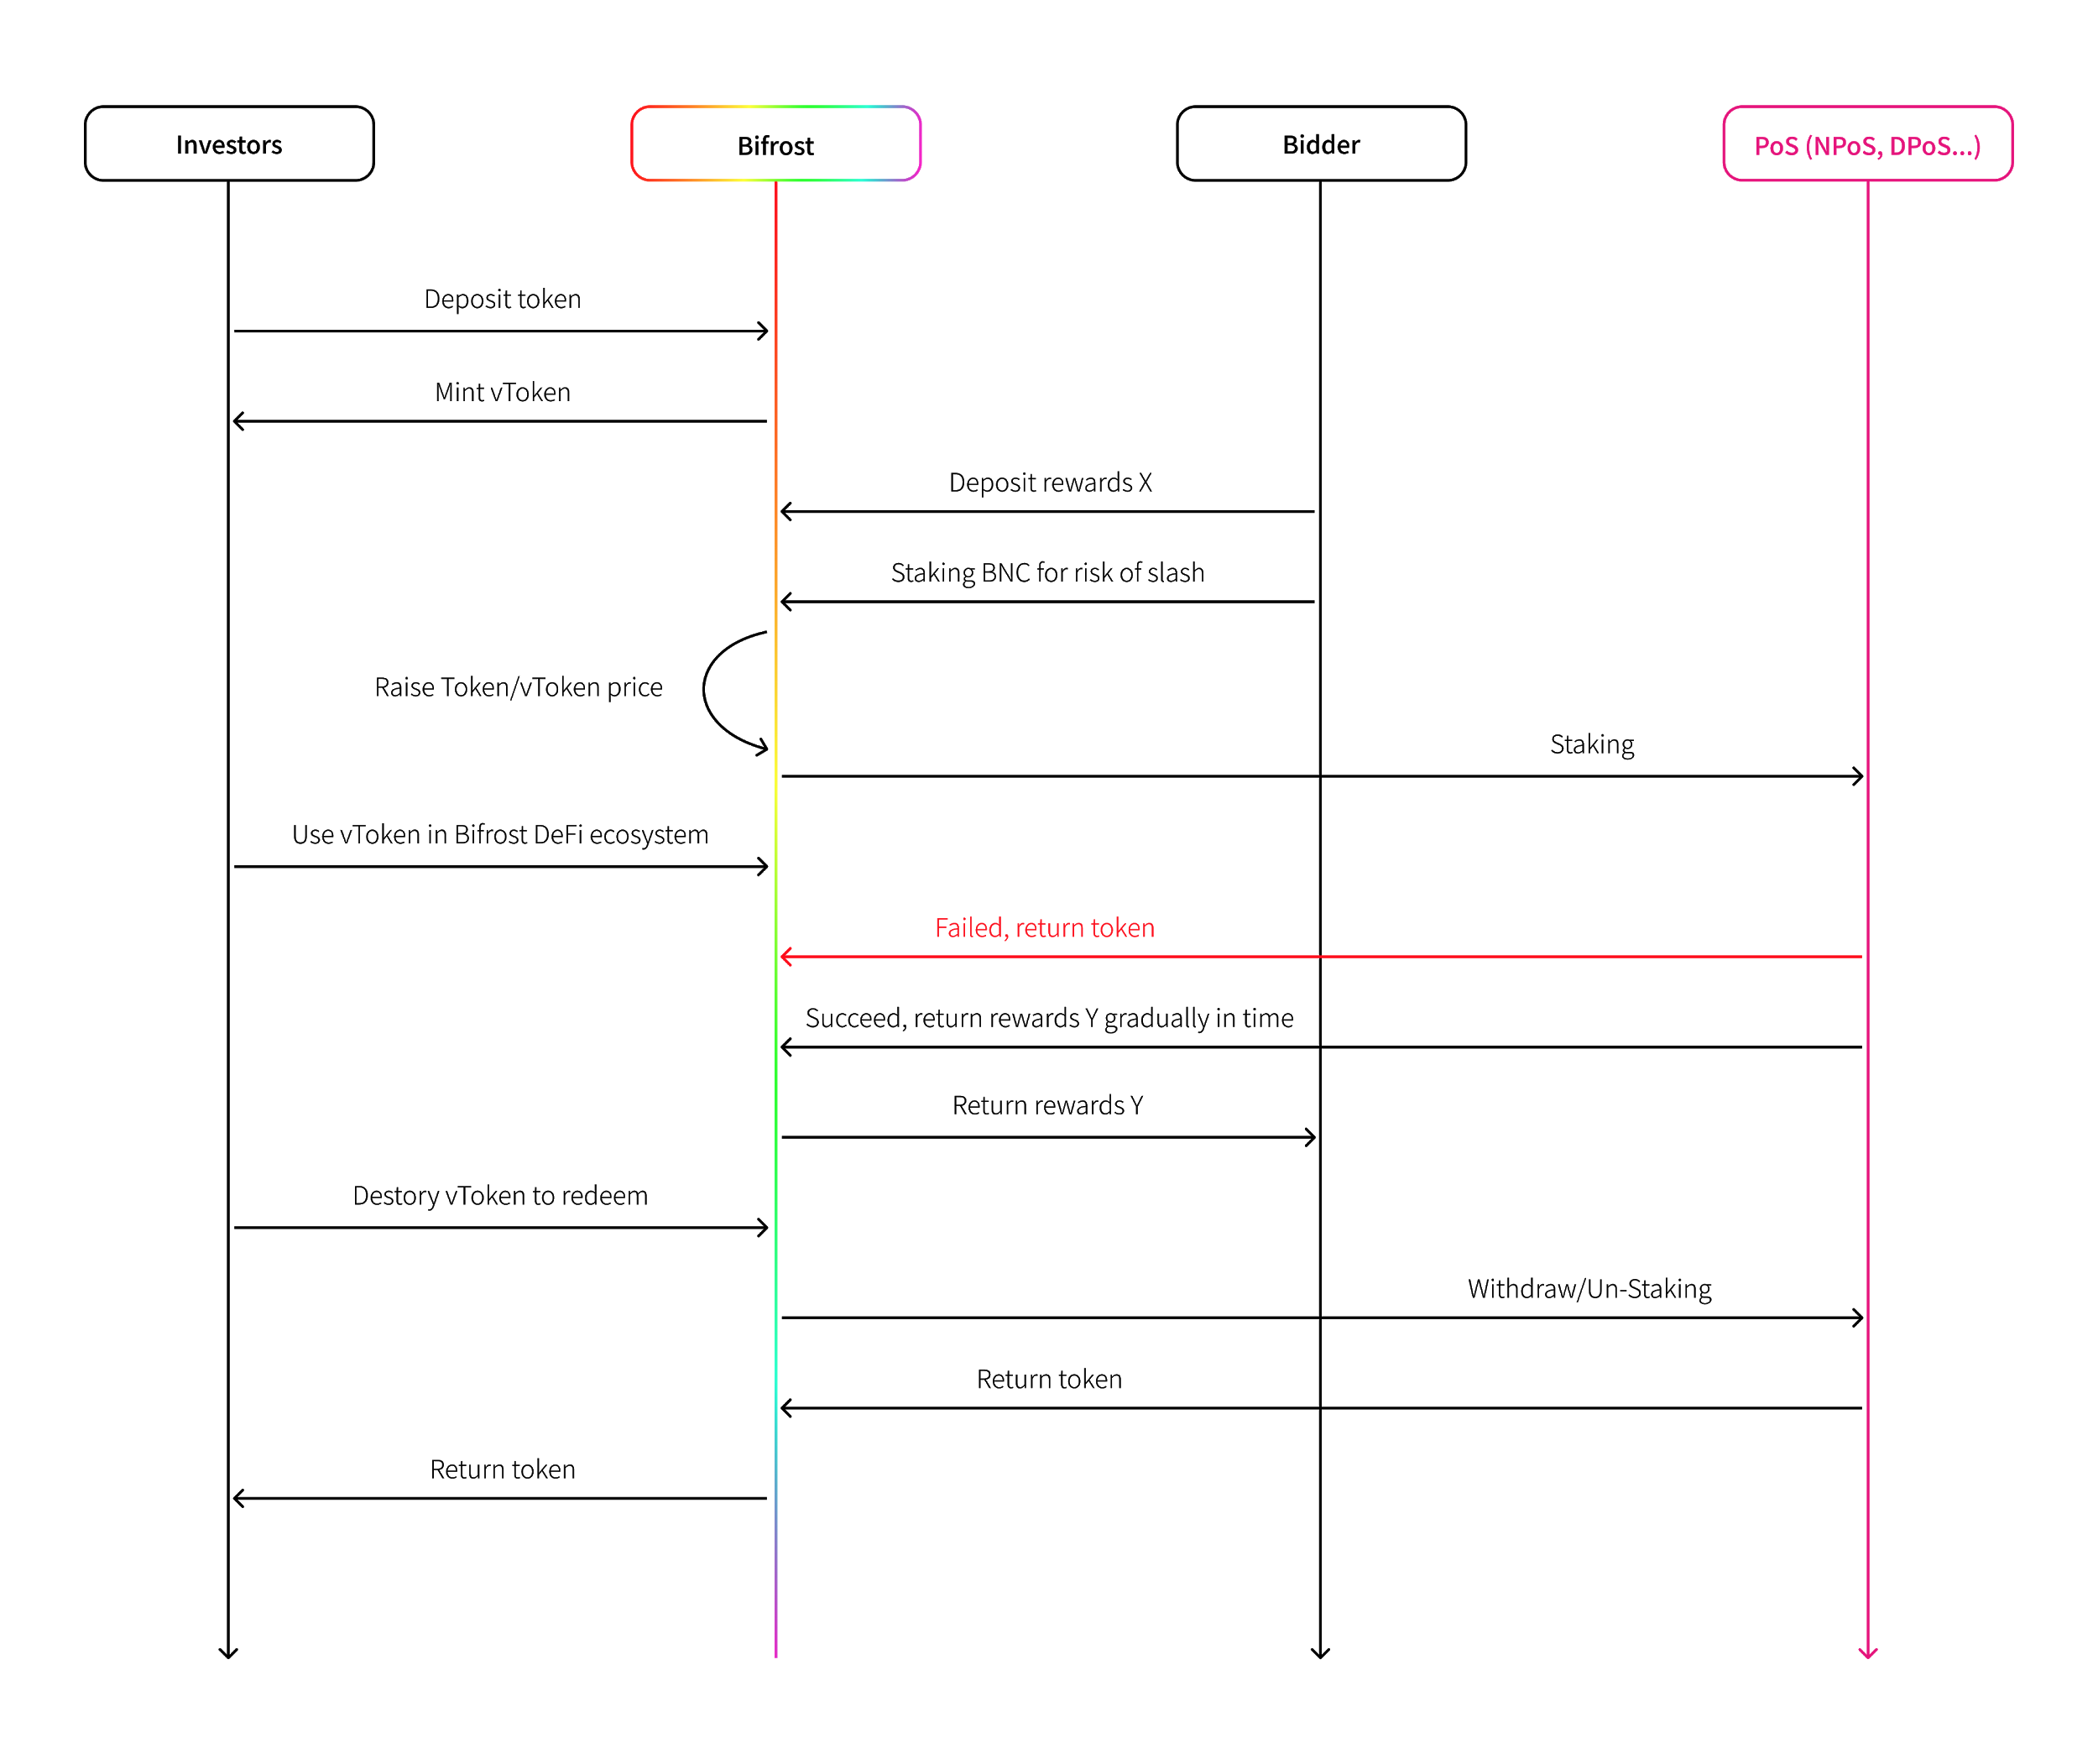 Investors
Bifrost
Bidder
PoS (NPoS, DPoS...)
Deposit token
Mint vToken
Deposit rewards X
Staking BNC for risk of slash
Raise Token/vToken price
Staking
Use vToken in Bifrost DeFi ecosystem
Failed, return token
Succeed, return rewards Y gradually in time
Return rewards Y
Destory vToken to redeem
Withdraw/Un-Staking
Return token
Return token